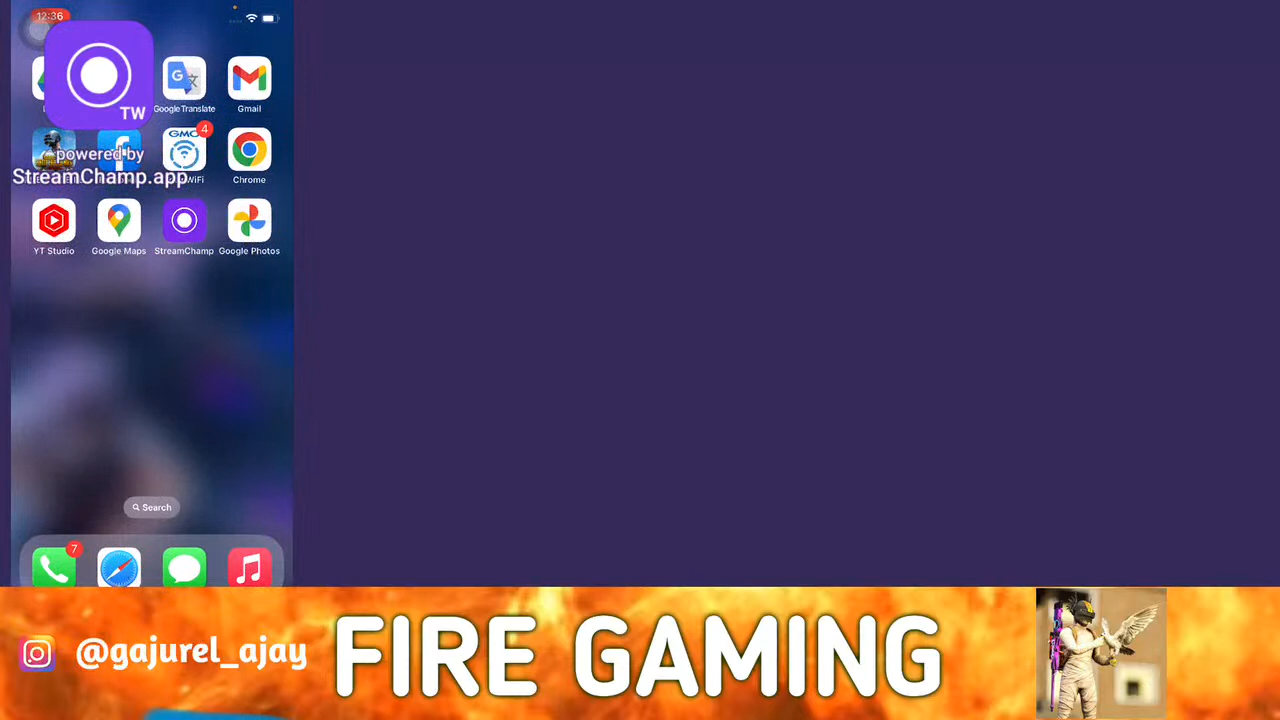 12:36
TW
powered by
StreamChamp.app
Google Translate
Gmail
4
GMO
WiFi
Chrome
YT Studio
Google Maps
StreamChamp
Google Photos
Search
7
@gajurel_ajay
FIRE GAMING